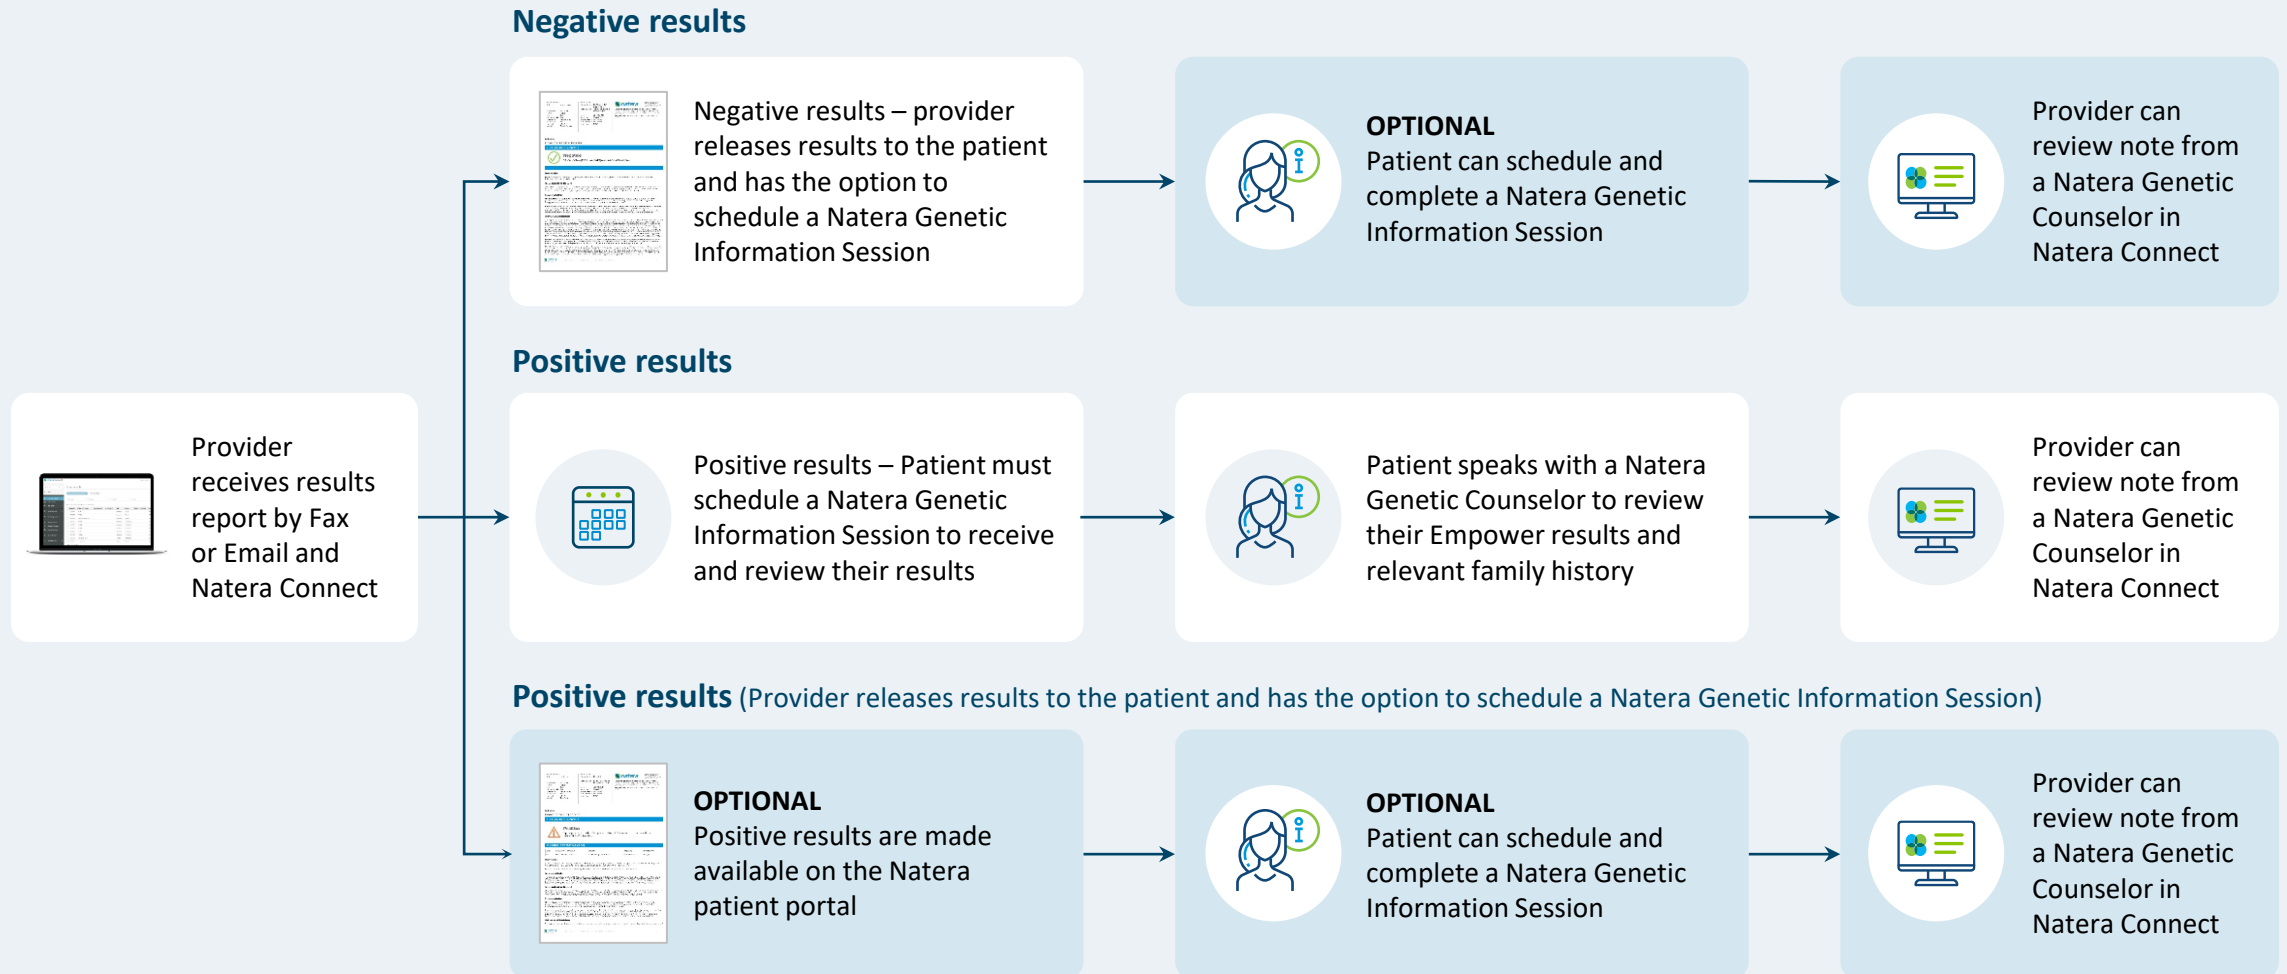 Negative results
Negative results – provider
releases results to the patient
and has the option to
schedule a Natera Genetic
Information Session
OPTIONAL
Patient can schedule and
complete a Natera Genetic
Information Session
Provider can
review note from
a Natera Genetic
Counselor in
Natera Connect
Provider
receives results
report by Fax
or Email and
Natera Connect
Positive results
Positive results – Patient must
schedule a Natera Genetic
Information Session to receive
and review their results
Patient speaks with a Natera
Genetic Counselor to review
their Empower results and
relevant family history
Provider can
review note from
a Natera Genetic
Counselor in
Natera Connect
Positive results (Provider releases results to the patient and has the option to schedule a Natera Genetic Information Session)
OPTIONAL
Positive results are made
available on the Natera
patient portal
OPTIONAL
Patient can schedule and
complete a Natera Genetic
Information Session
Provider can
review note from
a Natera Genetic
Counselor in
Natera Connect